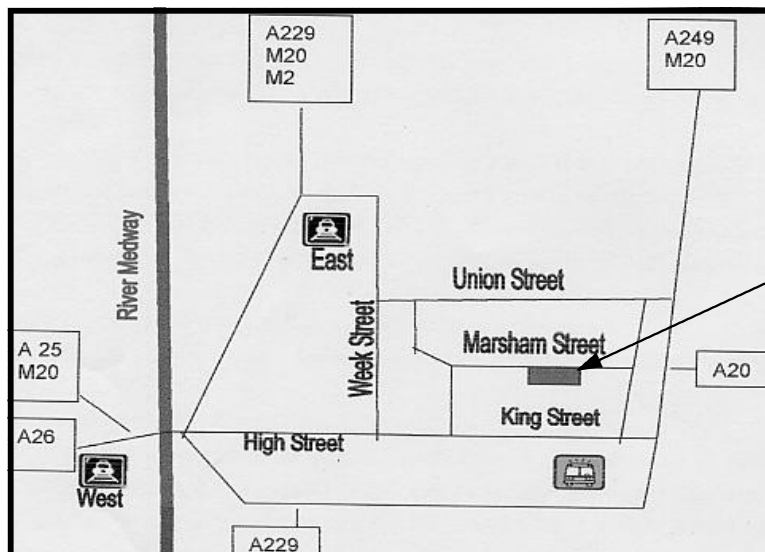 A229
M20
M2
A249
M20
River Medway
East
Union Street
Week Street
Marsham Street
A 25
M20
A20
King Street
A26
High Street
West
A229